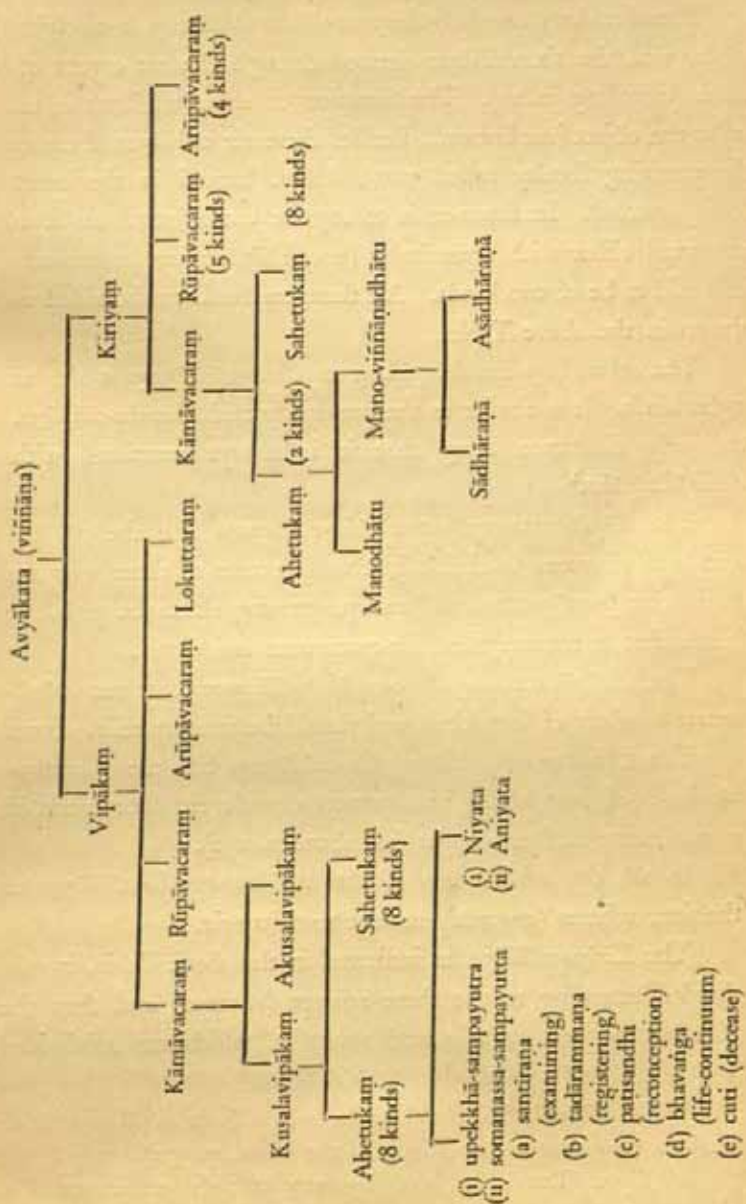 Avyākata (viññāṇa)
Vipākaṃ
Kiriyaṃ
Kāmāvacaraṃ
Rūpāvacaraṃ
Arūpāvacaraṃ
Lokuttaraṃ
Kāmāvacaraṃ
Rūpāvacaraṃ
(5 kinds)
Arūpāvacaraṃ
(4 kinds)
Kusalavipākaṃ
Akusalavipākaṃ
Ahetukaṃ (2 kinds)
Sahetukaṃ (8 kinds)
Ahetukaṃ
(8 kinds)
Sahetukaṃ
(8 kinds)
Manodhātu
Mano-viññāṇadhātu
Sādhāraṇā
Asādhāraṇā
(i) upekkhā-sampayutra
(ii) somanassa-sampayutta
(a) santīraṇa
(examining)
(b) tadārammaṇa
(registering)
(c) paṭisandhi
(reconception)
(d) bhavaṅga
(life-continuum)
(e) cuti (decease)
(i) Niyata
(ii) Aniyata